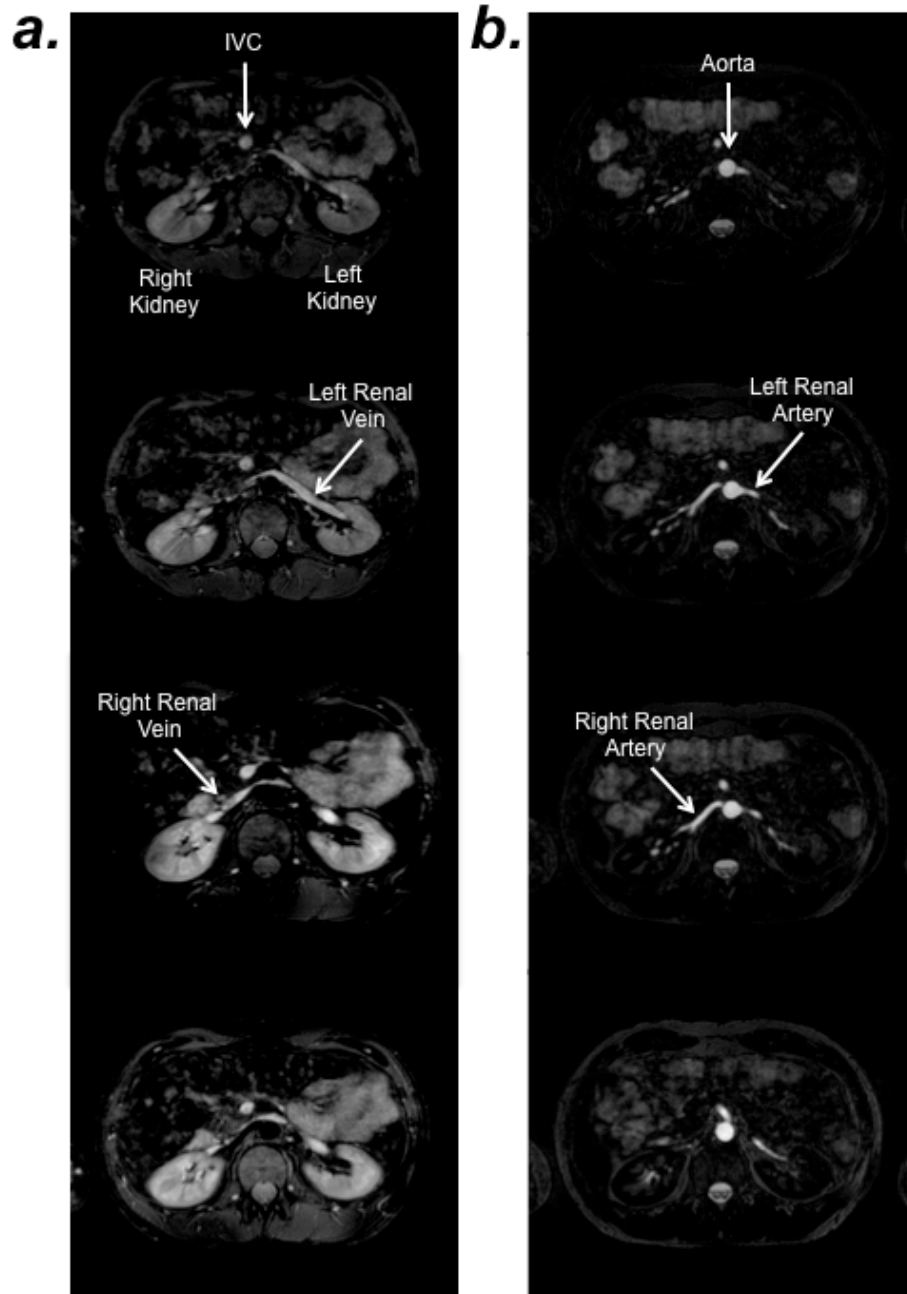 a.
IVC
Right
Kidney
Left
Kidney
Left Renal
Vein
Right Renal
Vein
b.
Aorta
Left Renal
Artery
Right Renal
Artery